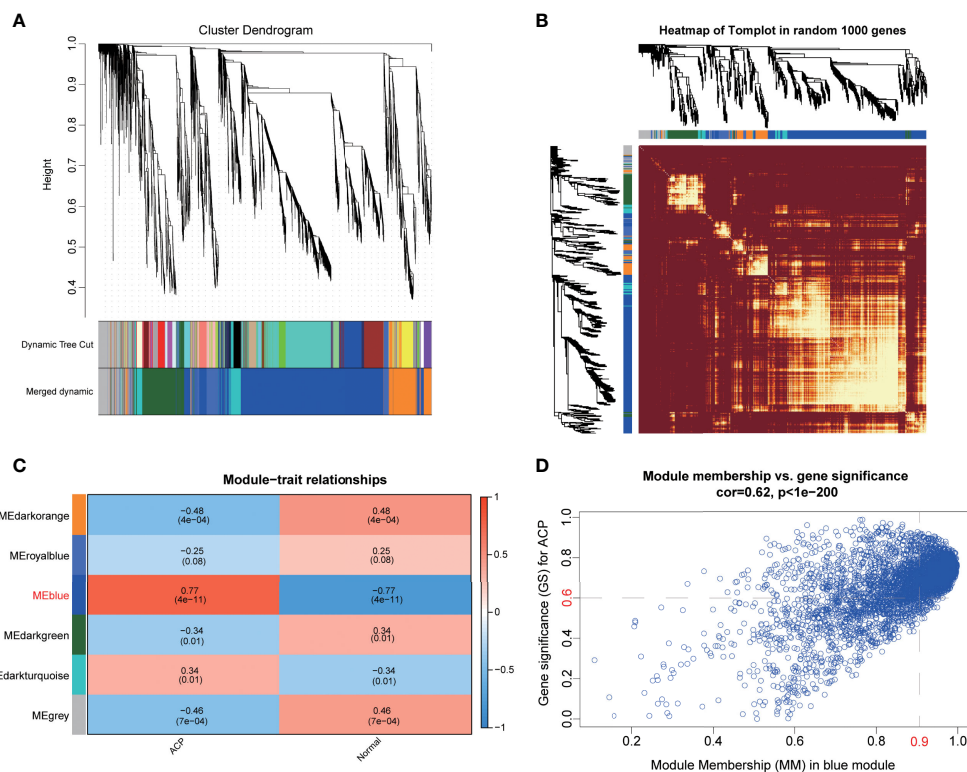 A
Cluster Dendrogram
Height
1.0
0.9
0.8
0.7
0.6
0.5
0.4
Dynamic Tree Cut
Merged dynamic
B
Heatmap of Tomplot in random 1000 genes
C
Module−trait relationships
MEdarkorange
−0.48
(4e−04)
0.48
(4e−04)
MEroyalblue
−0.25
(0.08)
0.25
(0.08)
MEblue
0.77
(4e−11)
−0.77
(4e−11)
MEdarkgreen
−0.34
(0.01)
0.34
(0.01)
Edarkturquoise
0.34
(0.01)
−0.34
(0.01)
MEgrey
−0.46
(7e−04)
0.46
(7e−04)
ACP
Normal
1
0.5
0
−0.5
−1
D
Module membership vs. gene significance
cor=0.62, p<1e−200
Gene significance (GS) for ACP
1.0
0.8
0.6
0.4
0.2
0.0
0.2
0.4
0.6
0.8
0.9
1.0
Module Membership (MM) in blue module